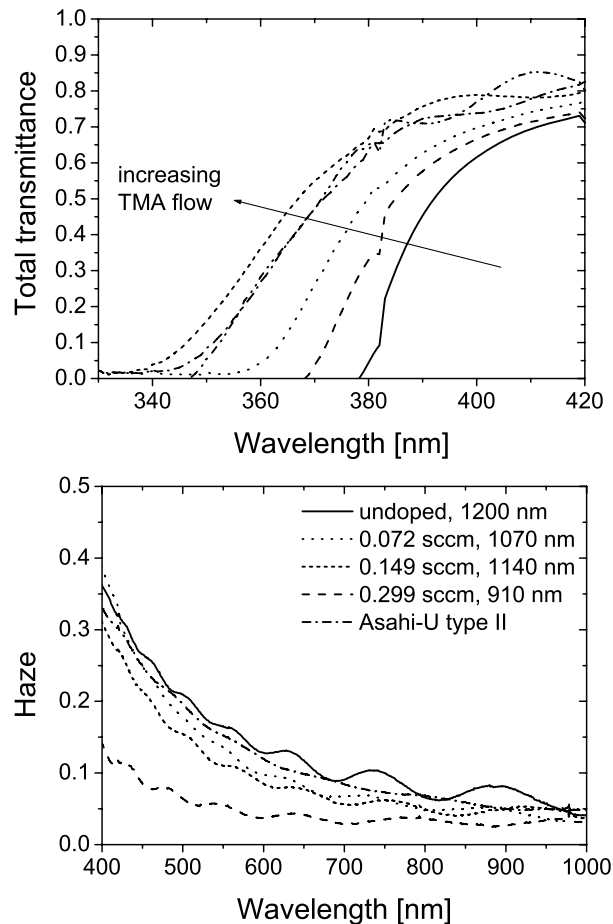 1.0
0.9
0.8
0.7
0.6
0.5
0.4
0.3
0.2
0.1
0.0
Total transmittance
increasing
TMA flow
340 360 380 400 420
Wavelength [nm]
0.5
0.4
0.3
0.2
0.1
0.0
Haze
undoped, 1200 nm
0.072 sccm, 1070 nm
0.149 sccm, 1140 nm
0.299 sccm, 910 nm
Asahi-U type II
400 500 600 700 800 900 1000
Wavelength [nm]